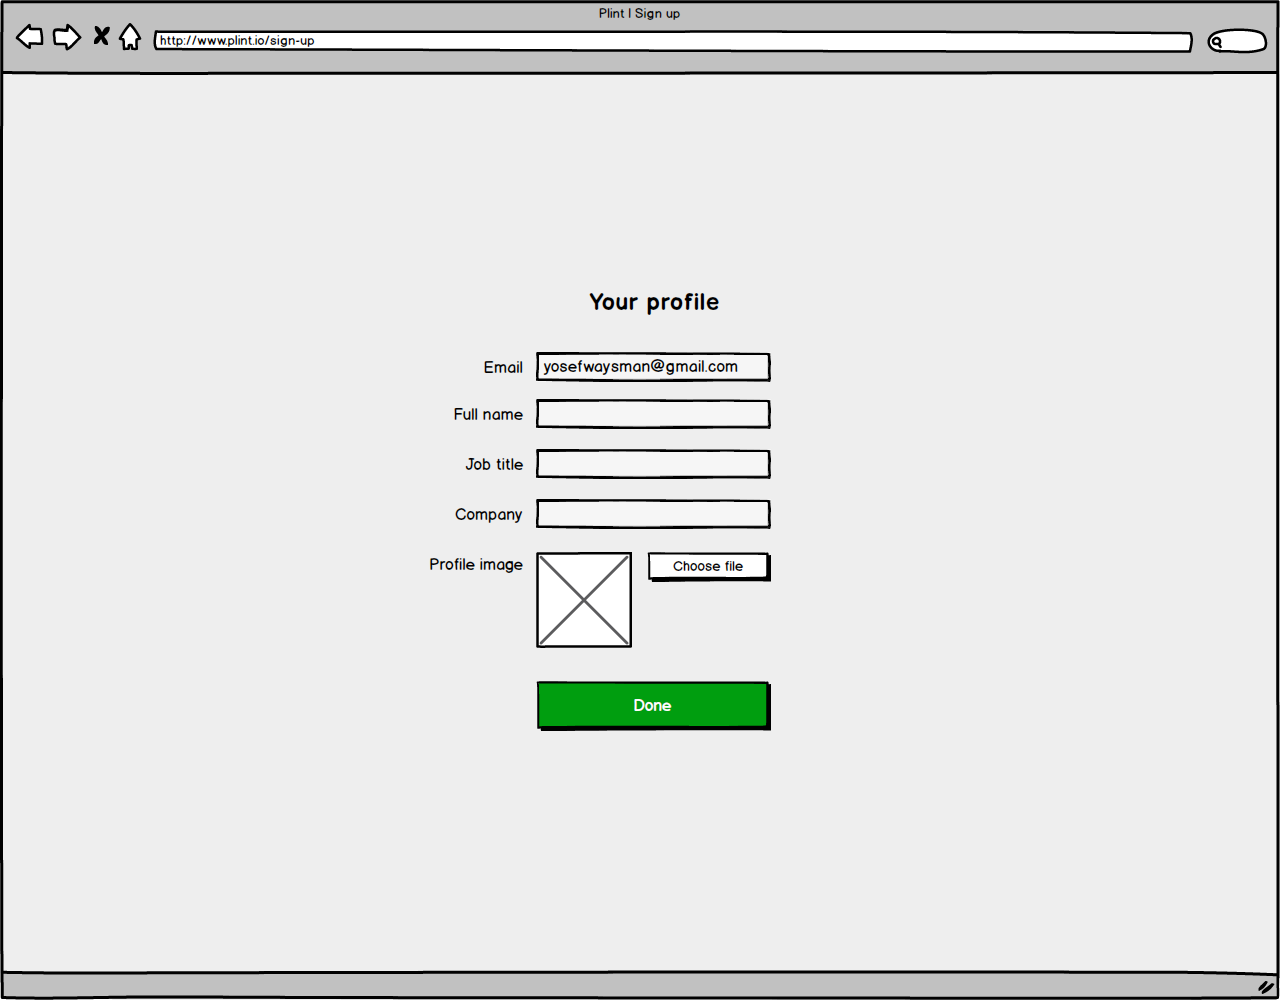 Plint | Sign up
http://www.plint.io/sign-up
Your profile
Email yosefwaysman@gmail.com
Full name
Job title
Company
Profile image Choose file
Done